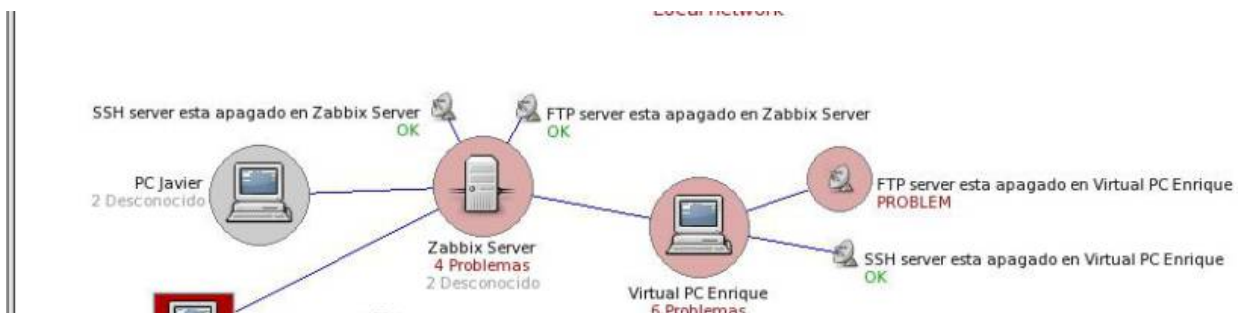 Local network
SSH server esta apagado en Zabbix Server
OK
FTP server esta apagado en Zabbix Server
OK
PC Javier
2 Desconocido
FTP server esta apagado en Virtual PC Enrique
PROBLEM
Zabbix Server
4 Problemas
2 Desconocido
SSH server esta apagado en Virtual PC Enrique
OK
Virtual PC Enrique
6 Problemas